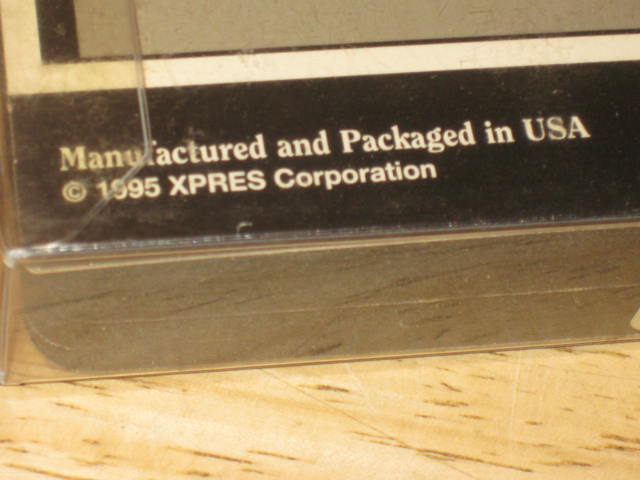 Manufactured and Packaged in USA
© 1995 XPRES Corporation